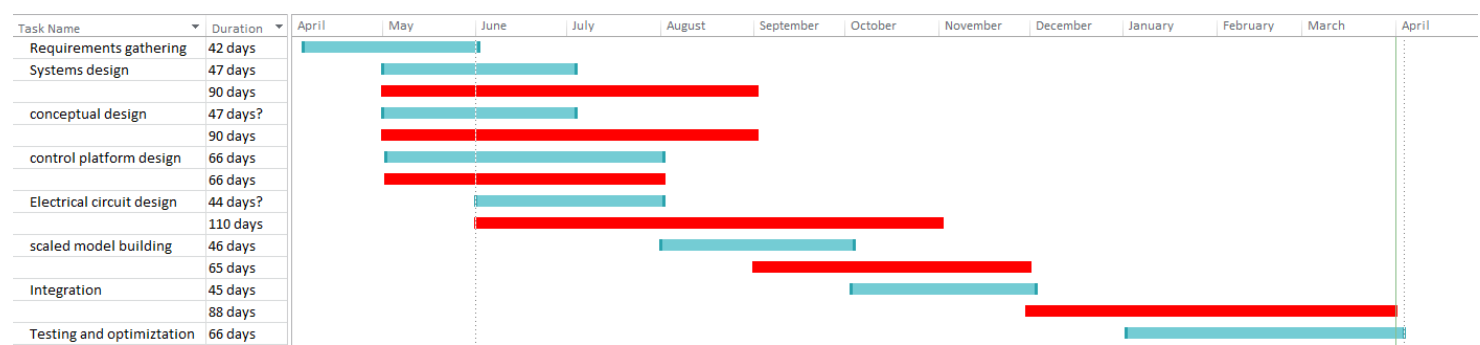 Task Name Duration April May June July August September October November December January February March April
Requirements gathering 42 days
Systems design 47 days
90 days
conceptual design 47 days?
90 days
control platform design 66 days
66 days
Electrical circuit design 44 days?
110 days
scaled model building 46 days
65 days
Integration 45 days
88 days
Testing and optimiztation 66 days